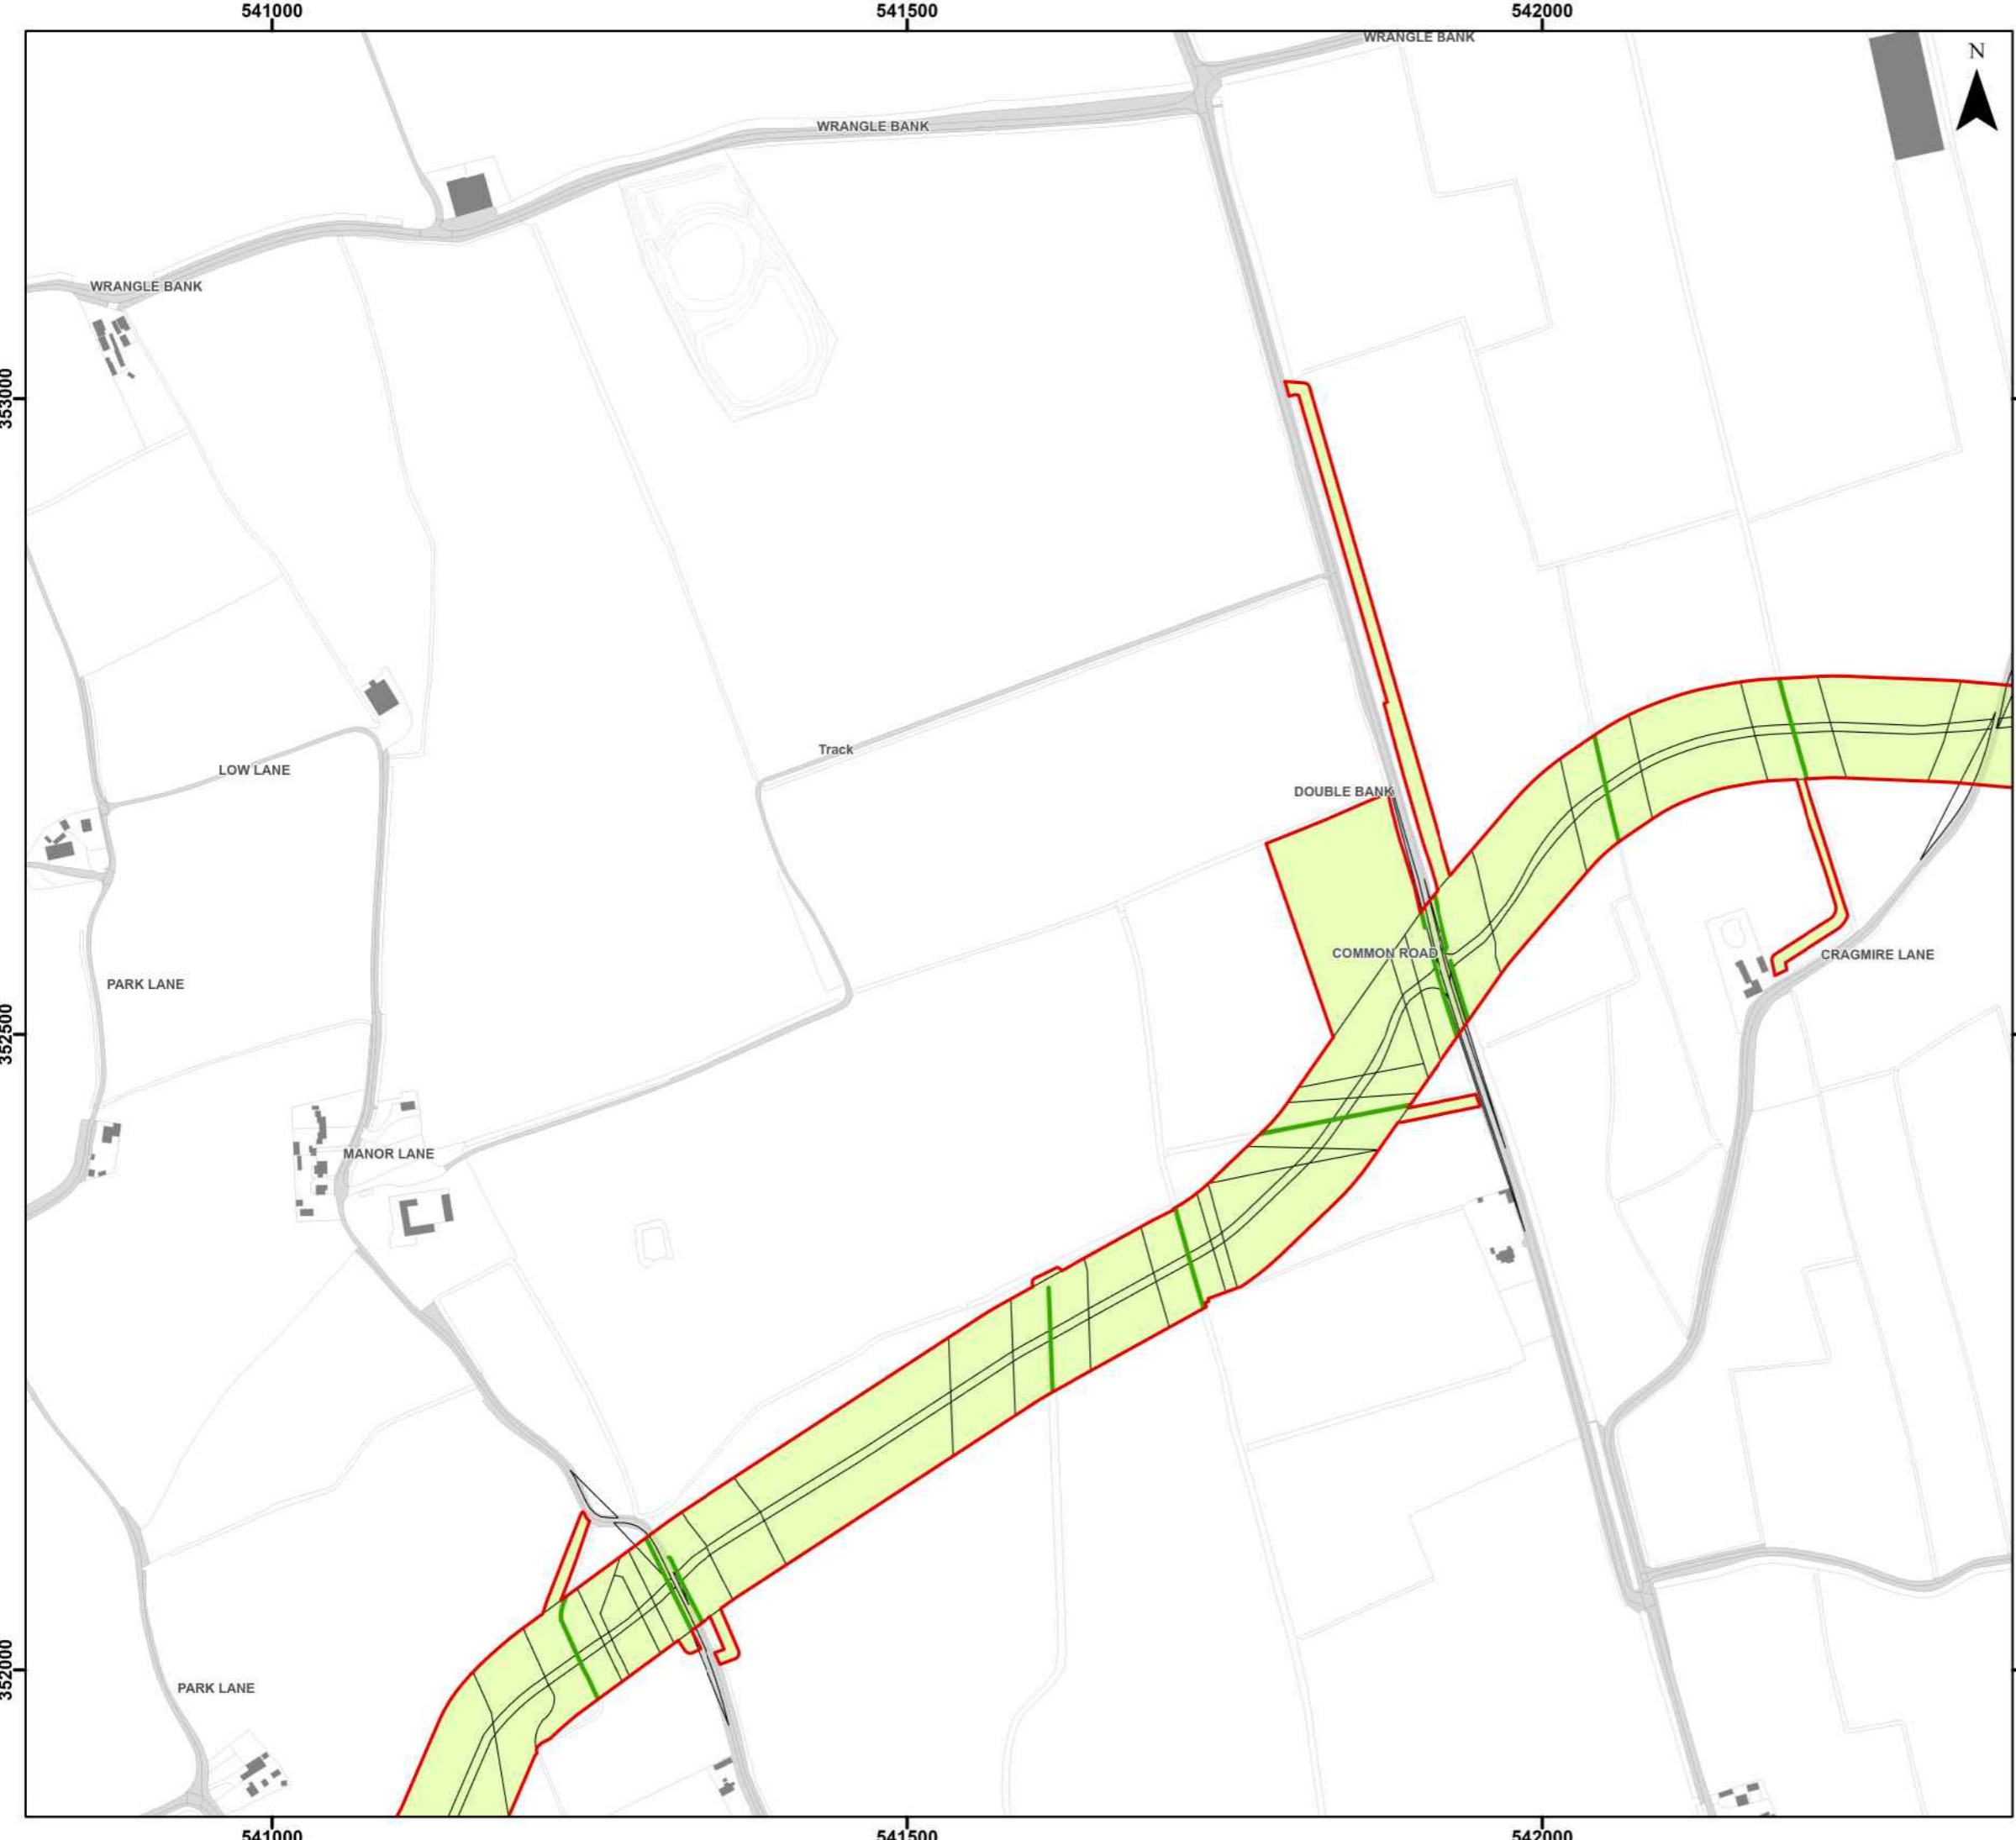 541000
541500
542000
WRANGLE BANK
N
WRANGLE BANK
WRANGLE BANK
353000
Track
LOW LANE
DOUBLE BANK
COMMON ROAD
CRAGMIRE LANE
PARK LANE
352500
MANOR LANE
352000
PARK LANE
541000
541500
542000